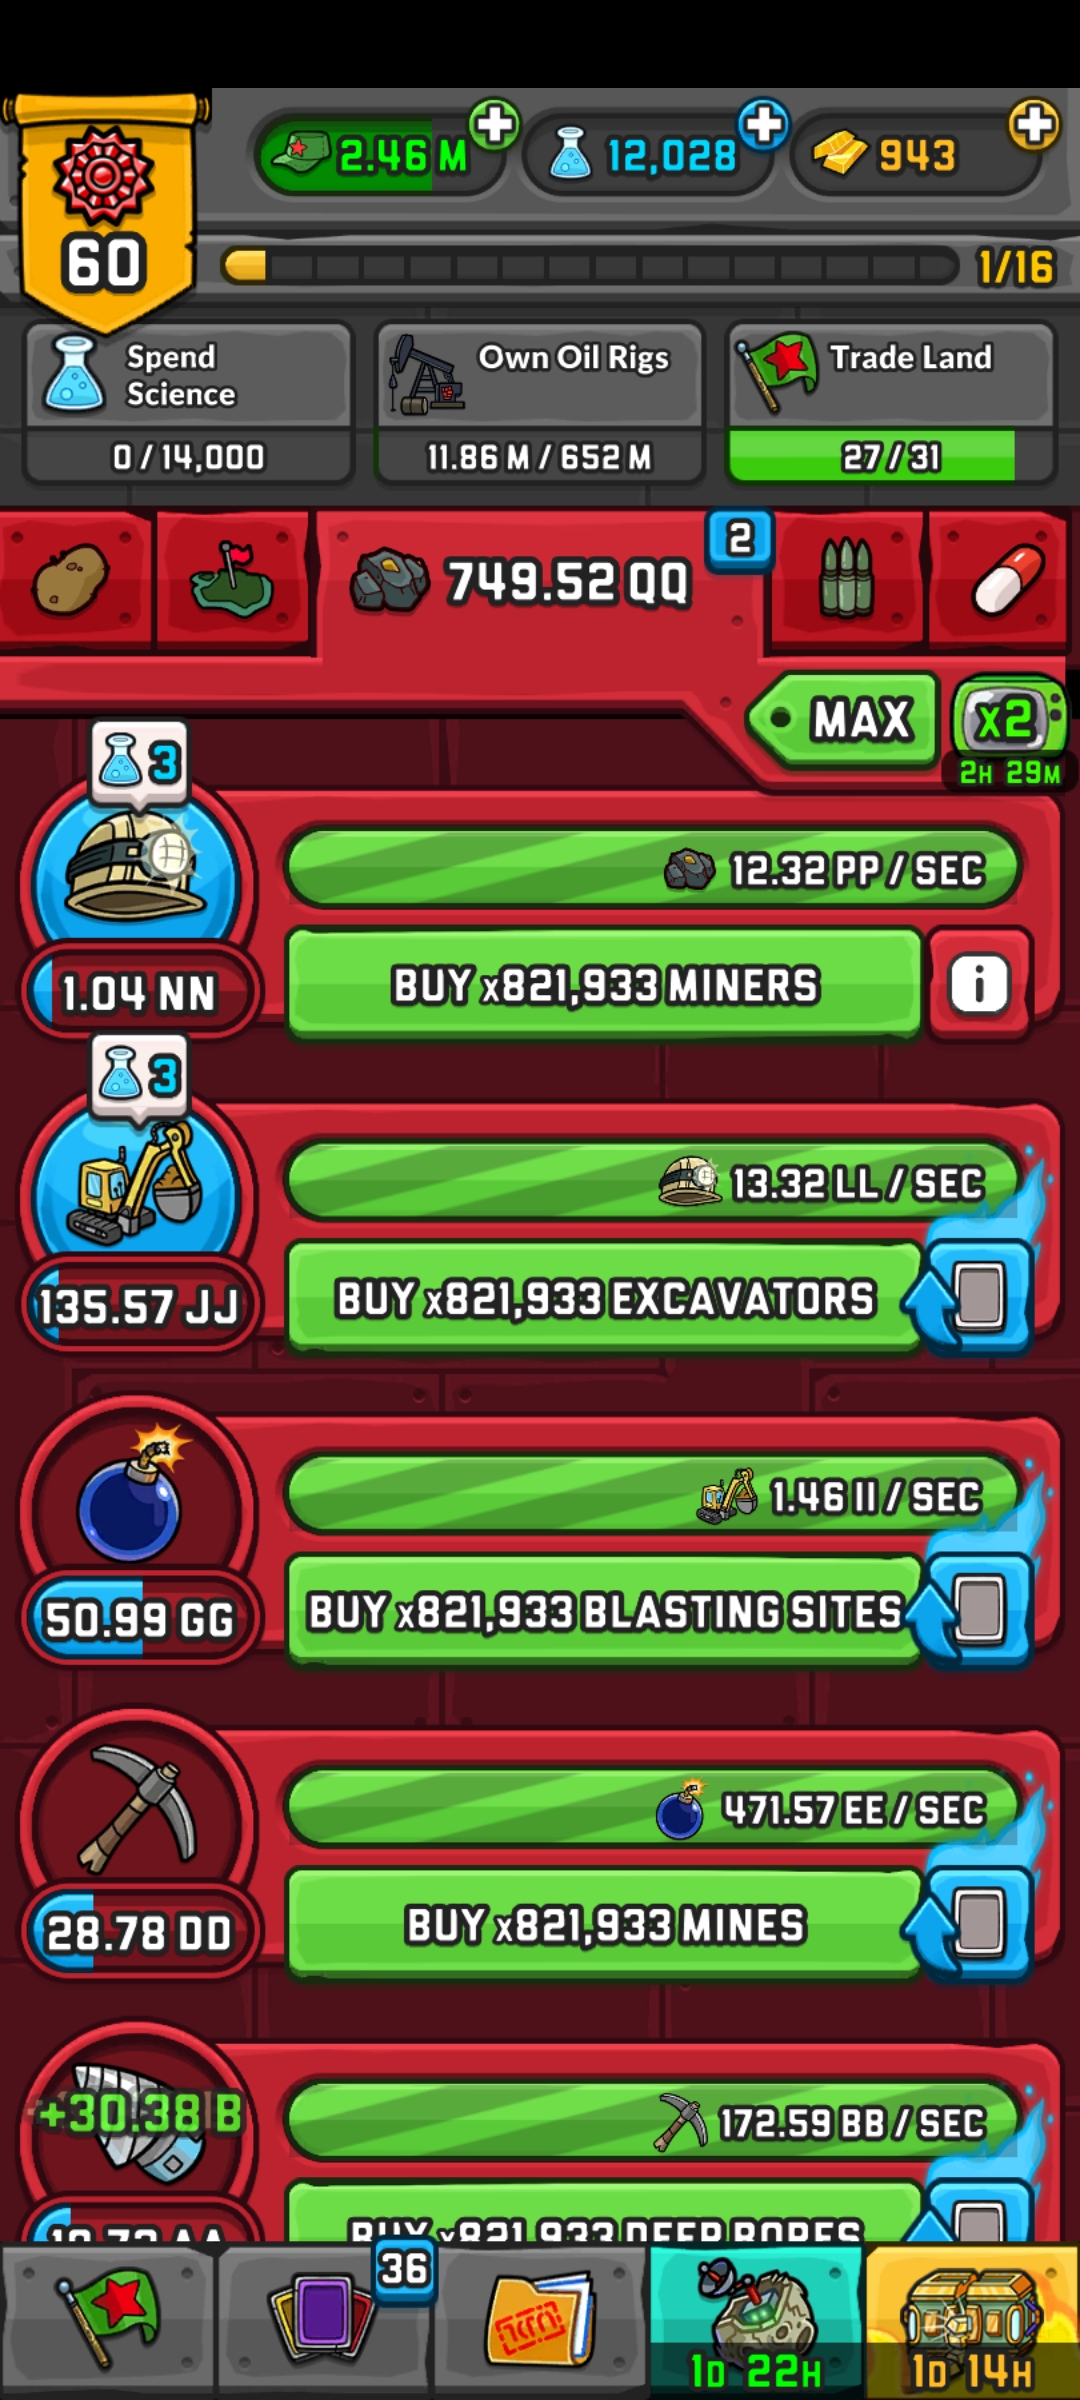 2.46 M
12,028
943
60
1/16
Spend
Science
0 / 14,000
Own Oil Rigs
11.86 M / 652 M
Trade Land
27 / 31
749.52 QQ
2
MAX
x2
2H 29M
3
12.32 PP / SEC
1.04 NN
BUY x821,933 MINERS
i
3
13.32 LL / SEC
135.57 JJ
BUY x821,933 EXCAVATORS
1.46 II / SEC
50.99 GG
BUY x821,933 BLASTING SITES
471.57 EE / SEC
28.78 DD
BUY x821,933 MINES
+30.38 B
172.59 BB / SEC
BUY x821,933 DEEP BORES
36
1D 22H
1D 14H